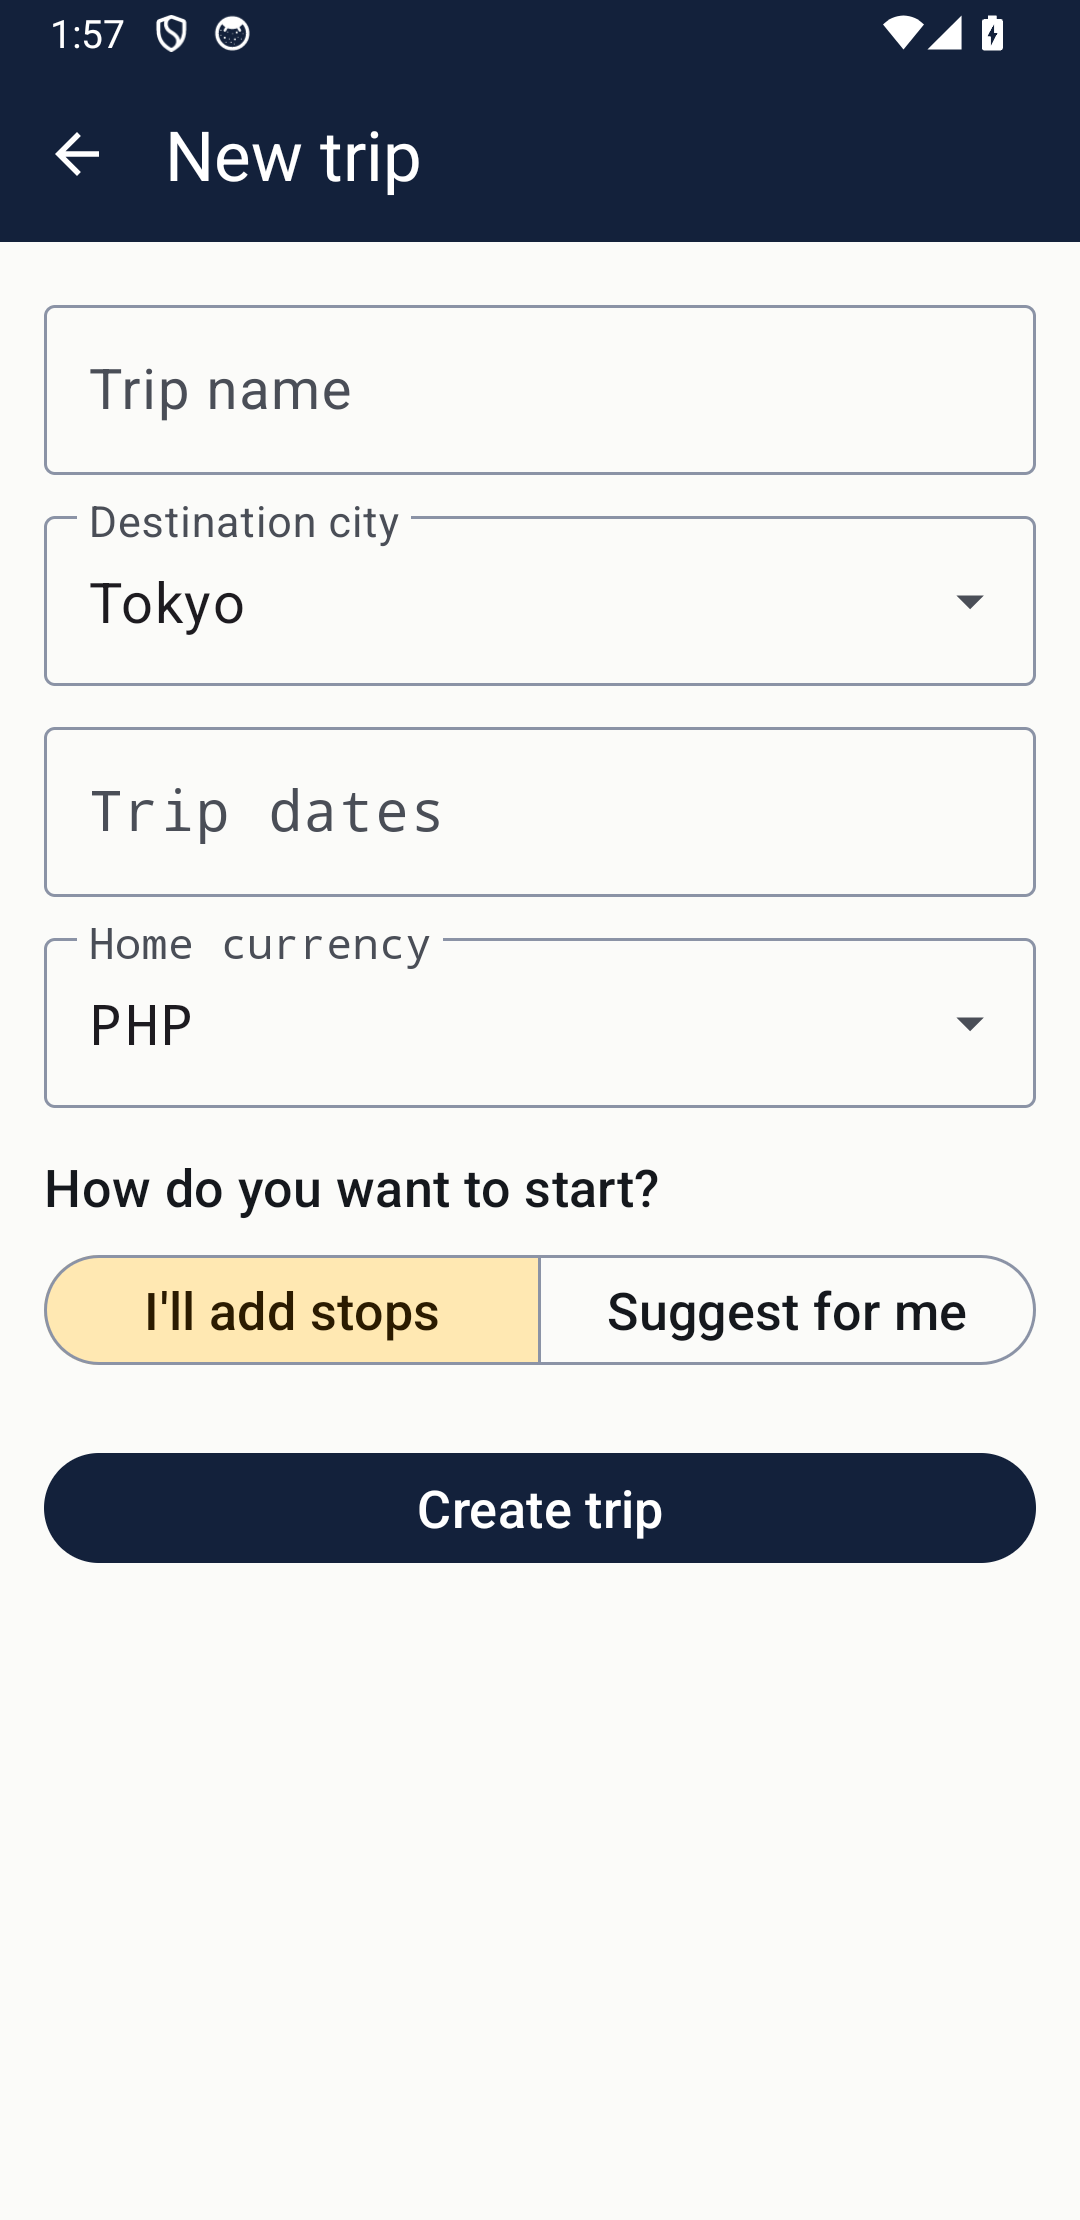 1:57
New trip
Trip name
Destination city
Tokyo
Trip dates
Home currency
PHP
How do you want to start?
I'll add stops
Suggest for me
Create trip